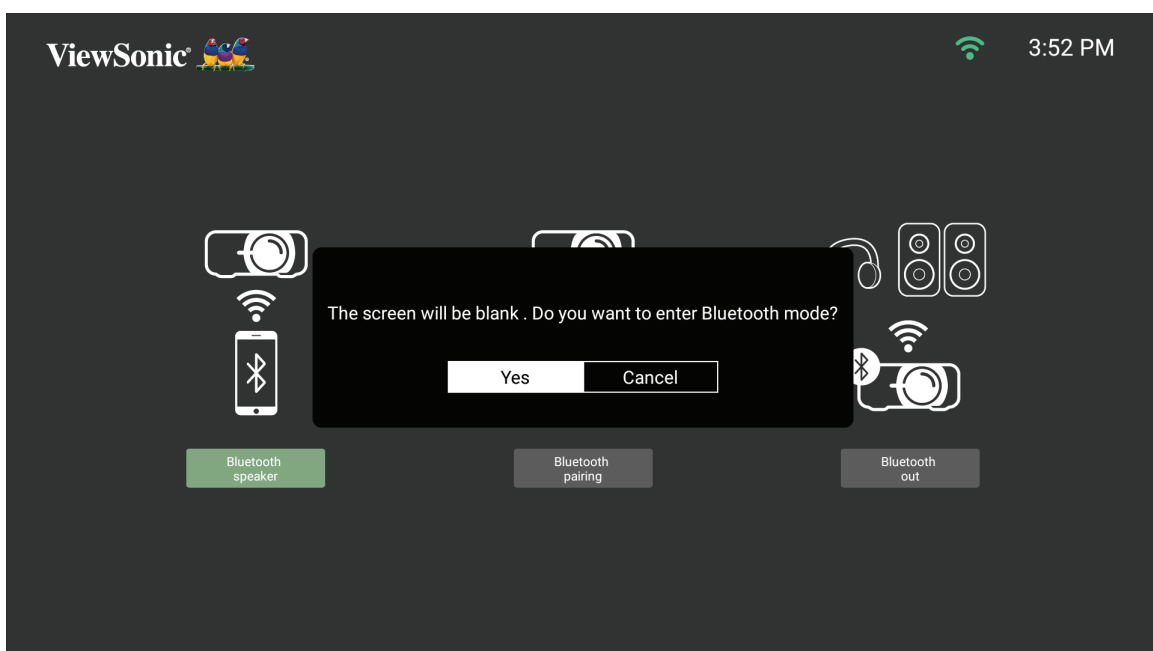 ViewSonic®
3:52 PM
The screen will be blank . Do you want to enter Bluetooth mode?
Yes
Cancel
Bluetooth
speaker
Bluetooth
pairing
Bluetooth
out